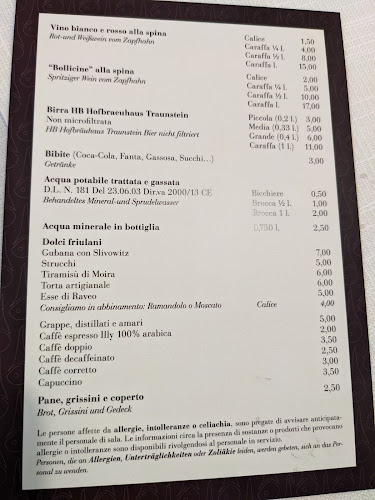 Vino bianco e rosso alla spina
Rot-und Weißwein vom Zapfhahn
Calice 1,50
Caraffa ¼ l. 4,00
Caraffa ½ l. 8,00
Caraffa l. 15,00
"Bollicine" alla spina
Spritziger Wein vom Zapfhahn
Calice 2,00
Caraffa ¼ l. 5,00
Caraffa ½ l. 10,00
Caraffa l. 17,00
Birra HB Hofbraeuhaus Traunstein
Non microfiltrata
HB Hofbräuhaus Traunstein Bier nicht filtriert
Piccola (0,2 l.) 3,00
Media (0,33 l.) 5,00
Grande (0,4 l.) 6,00
Caraffa (1 l.) 11,00
Bibite (Coca-Cola, Fanta, Gassosa, Succhi...) 3,00
Getränke
Acqua potabile trattata e gassata
D.L. N. 181 Del 23.06.03 Dir.va 2000/13 CE
Behandeltes Mineral-und Sprudelwasser
Bicchiere 0,50
Brocca ½ l. 1,00
Brocca 1 l. 2,00
Acqua minerale in bottiglia 0,750 l. 2,50
Dolci friulani
Gubana con Slivowitz 7,00
Strucchi 5,00
Tiramisù di Moira 6,00
Torta artigianale 6,00
Esse di Raveo 5,00
Consigliamo in abbinamento: Ramandolo o Moscato Calice 4,00
Grappe, distillati e amari 5,00
Caffè espresso Illy 100% arabica 2,00
Caffè doppio 3,50
Caffè decaffeinato 2,50
Caffè corretto 3,00
Capuccino 3,50
Pane, grissini e coperto 2,50
Brot, Grissini und Gedeck
Le persone affette da allergie, intolleranze o celiachia, sono pregate di avvisare anticipata-
mente il personale di sala. Le informazioni circa la presenza di sostanze o prodotti che provocano
allergie o intolleranze sono disponibili rivolgendosi al personale in servizio.
Personen, die an Allergien, Unterträglichkeiten oder Zöliakie leiden, werden gebeten, sich an das Per-
sonal zu wenden.